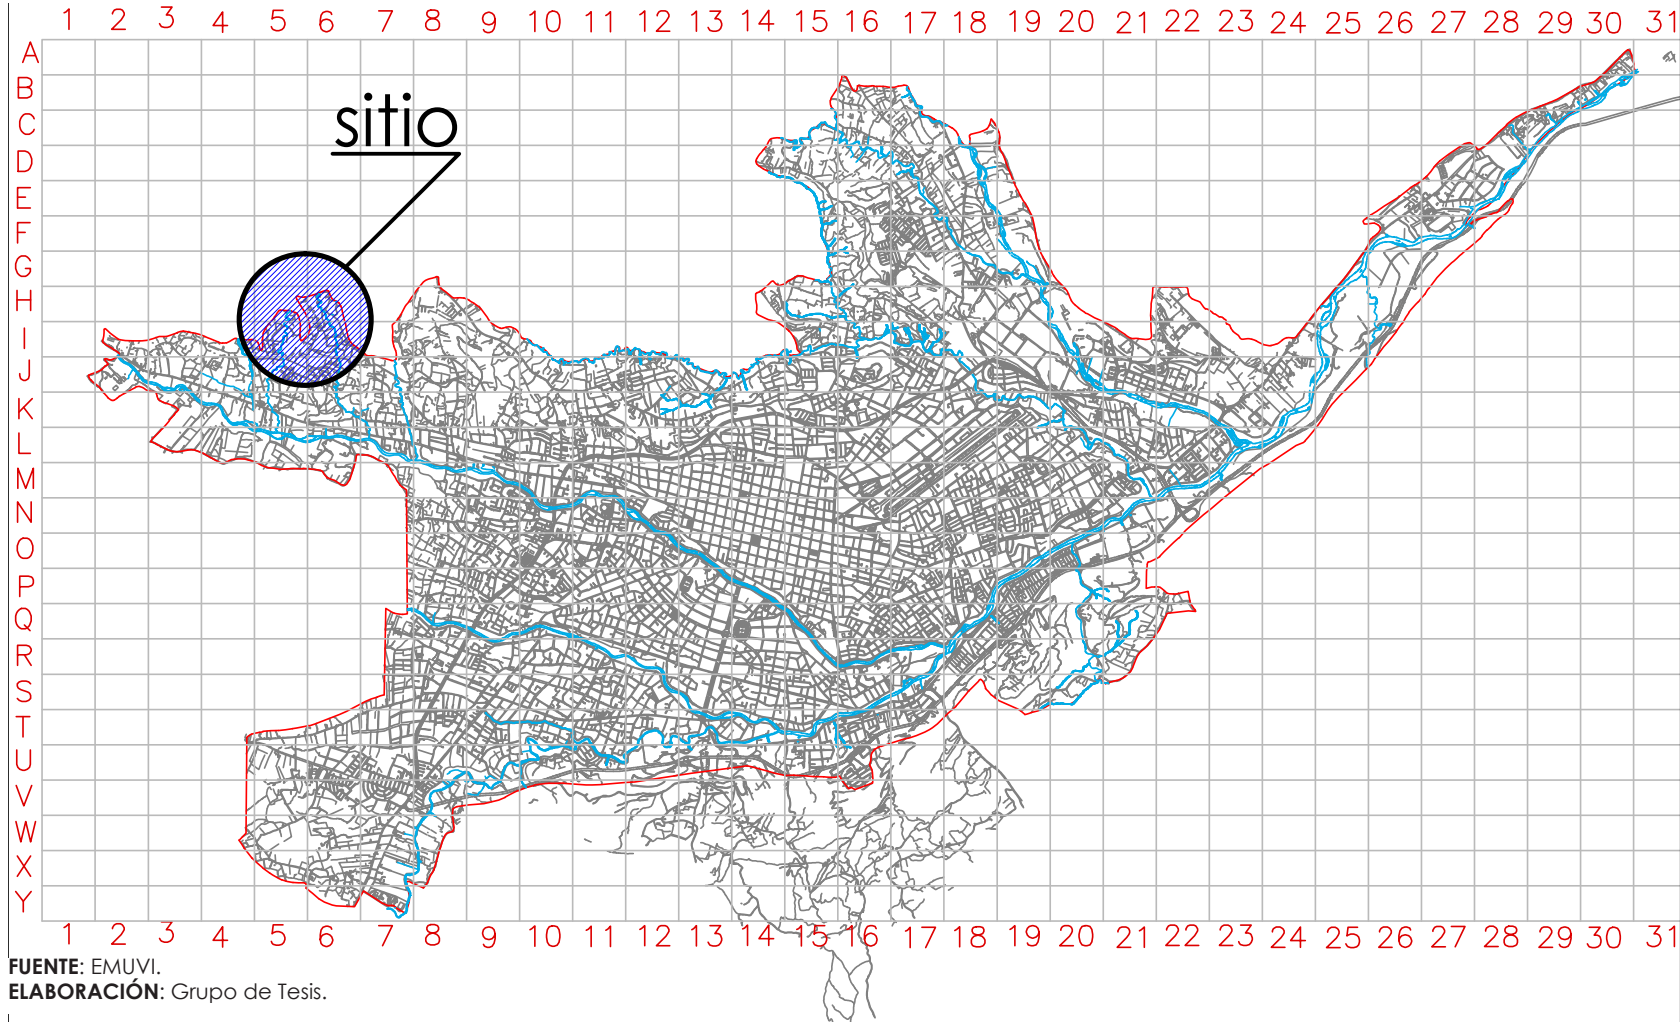 1 2 3 4 5 6 7 8 9 10 11 12 13 14 15 16 17 18 19 20 21 22 23 24 25 26 27 28 29 30 31
A
B
sitio
C
D
E
F
G
H
I
J
K
L
M
N
O
P
Q
R
S
T
U
V
W
X
Y
1 2 3 4 5 6 7 8 9 10 11 12 13 14 15 16 17 18 19 20 21 22 23 24 25 26 27 28 29 30 31
FUENTE: EMUVI.
ELABORACIÓN: Grupo de Tesis.